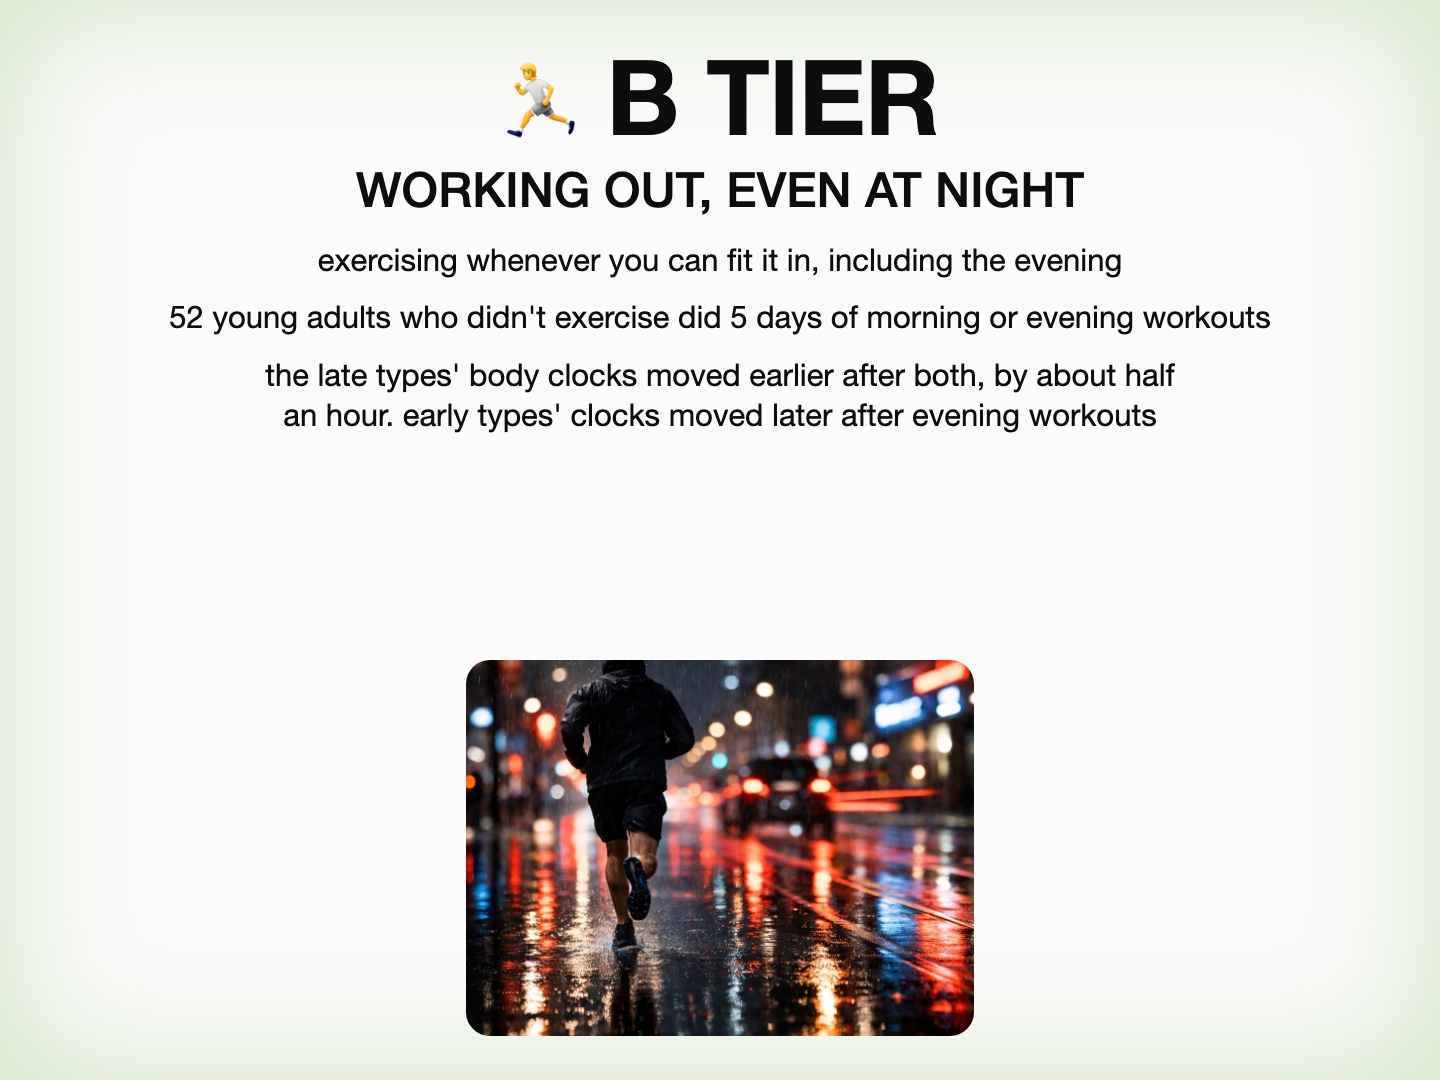 B TIER
WORKING OUT, EVEN AT NIGHT
exercising whenever you can fit it in, including the evening
52 young adults who didn't exercise did 5 days of morning or evening workouts
the late types' body clocks moved earlier after both, by about half
an hour. early types' clocks moved later after evening workouts